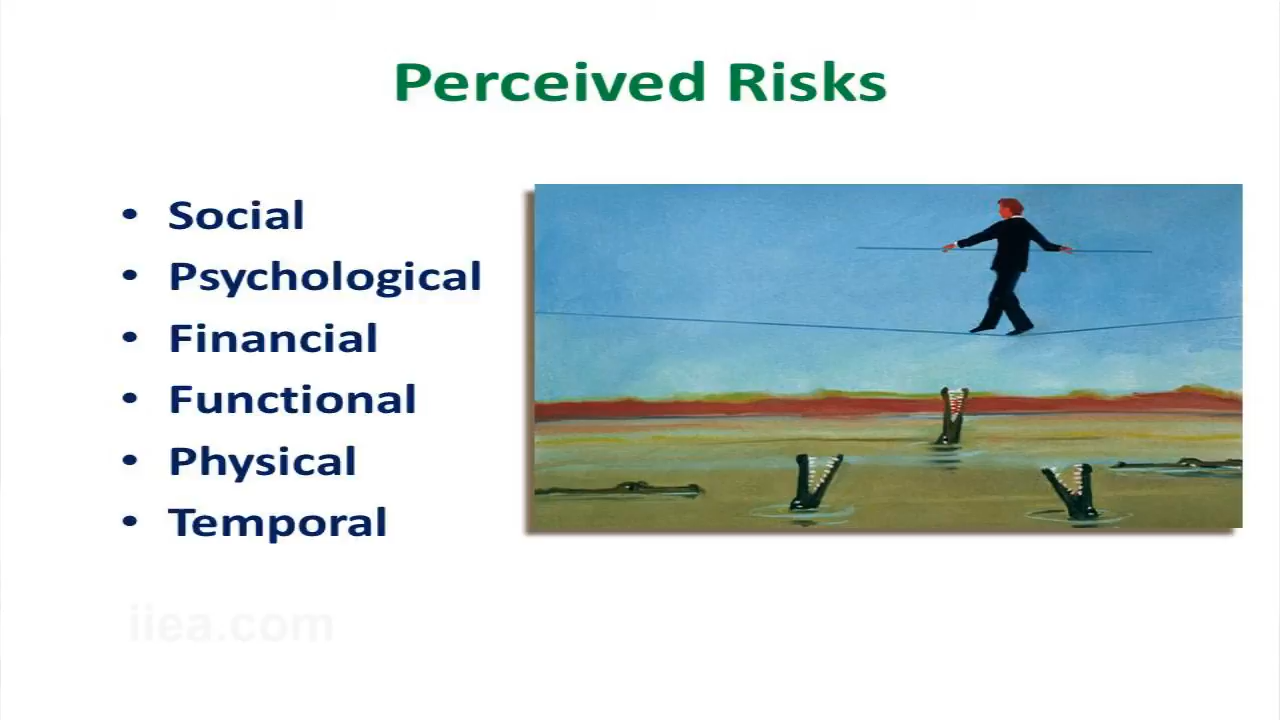 Perceived Risks
• Social
• Psychological
• Financial
• Functional
• Physical
• Temporal
iiea.com